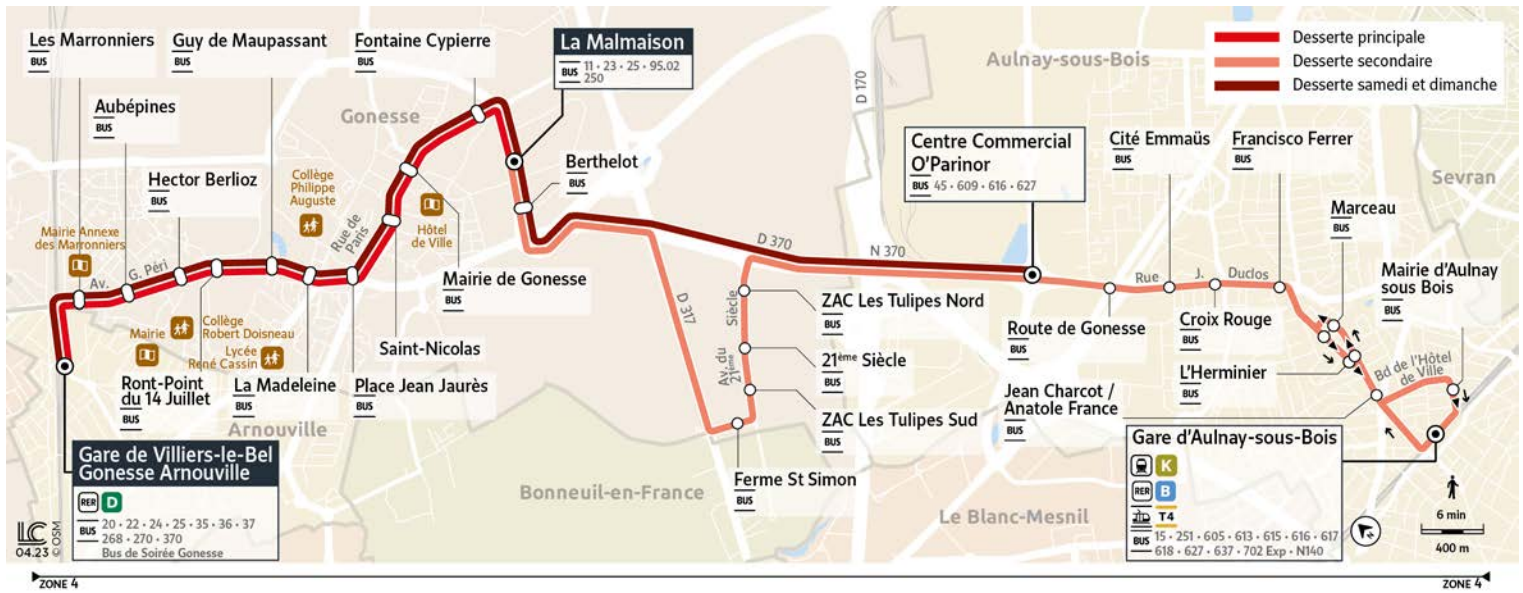 Les Marronniers
BUS
Guy de Maupassant
BUS
Fontaine Cypierre
BUS
La Malmaison
BUS 11 • 23 • 25 • 95.02
250
Desserte principale
Desserte secondaire
Desserte samedi et dimanche
Aulnay-sous-Bois
D 170
Aubépines
BUS
Gonesse
Hector Berlioz
BUS
Collège
Philippe
Auguste
Rue de
Paris
Berthelot
BUS
Centre Commercial
O'Parinor
BUS 45 • 609 • 616 • 627
Cité Emmaüs
BUS
Francisco Ferrer
BUS
Sevran
Marceau
BUS
Mairie Annexe
des Marronniers
Hôtel
de Ville
Av. G. Péri
Mairie de Gonesse
BUS
D 370
N 370
Rue J. Duclos
Mairie d'Aulnay
sous Bois
BUS
D 317
Av. du
21ème
Siècle
ZAC Les Tulipes Nord
BUS
Route de Gonesse
BUS
Croix Rouge
BUS
Mairie
Collège
Robert Doisneau
Lycée
René Cassin
Saint-Nicolas
BUS
21ème Siècle
BUS
L'Herminier
BUS
Bd de l'Hôtel
de Ville
Ront-Point
du 14 Juillet
BUS
La Madeleine
BUS
Place Jean Jaurès
BUS
Jean Charcot /
Anatole France
BUS
ZAC Les Tulipes Sud
BUS
Arnouville
Gare de Villiers-le-Bel
Gonesse Arnouville
RER D
BUS 20 • 22 • 24 • 25 • 35 • 36 • 37
268 • 270 • 370
Bus de Soirée Gonesse
Bonneuil-en-France
Ferme St Simon
BUS
Le Blanc-Mesnil
Gare d'Aulnay-sous-Bois
K
RER B
T4
BUS 15 • 251 • 605 • 613 • 615 • 616 • 617
618 • 627 • 637 • 702 Exp • N140
N
6 min
400 m
LC
04.23 © OSM
ZONE 4
ZONE 4